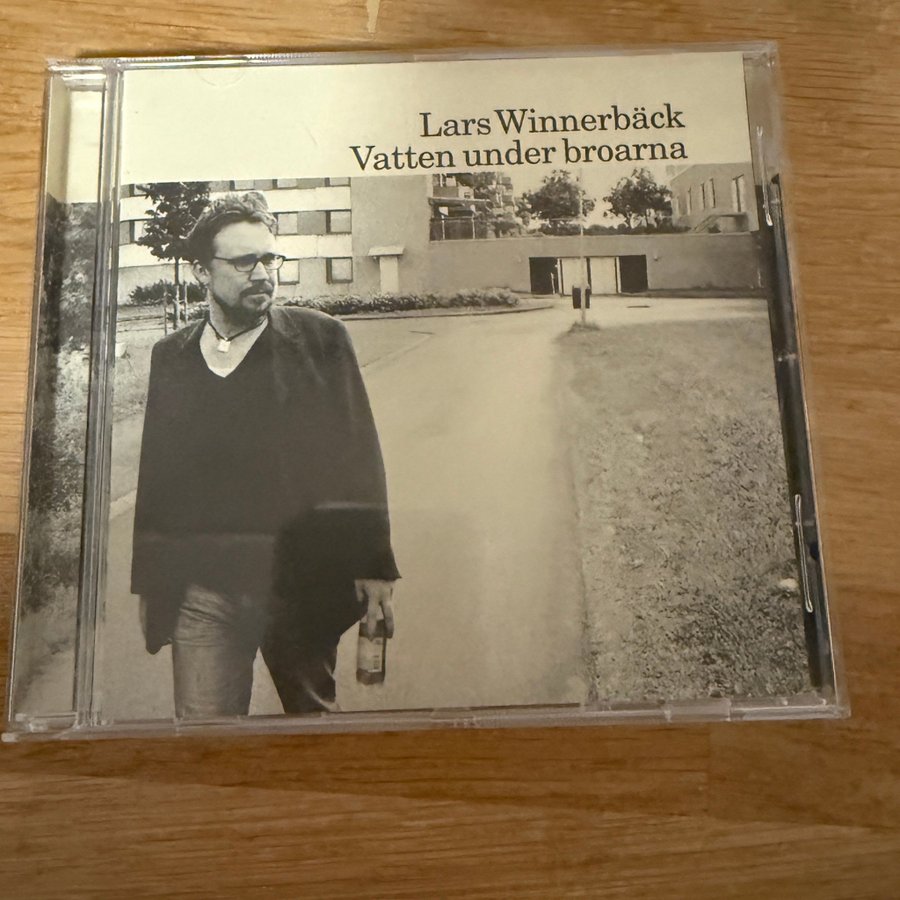 Lars Winnerbäck
Vatten under broarna